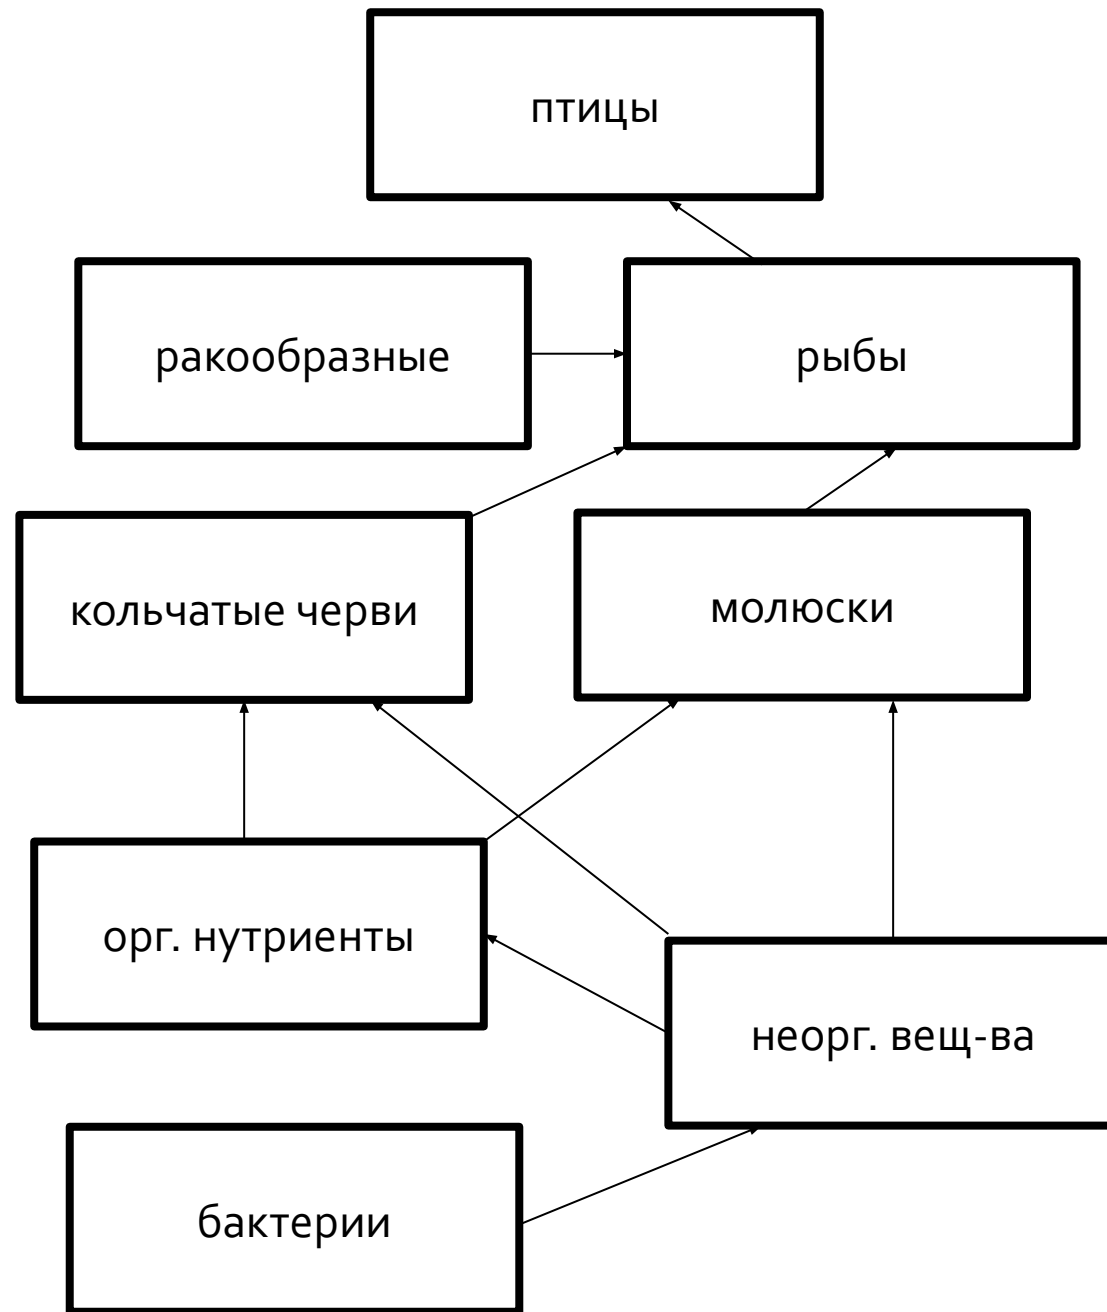 птицы
ракообразные
рыбы
кольчатые черви
молюски
орг. нутриенты
неорг. вещ-ва
бактерии